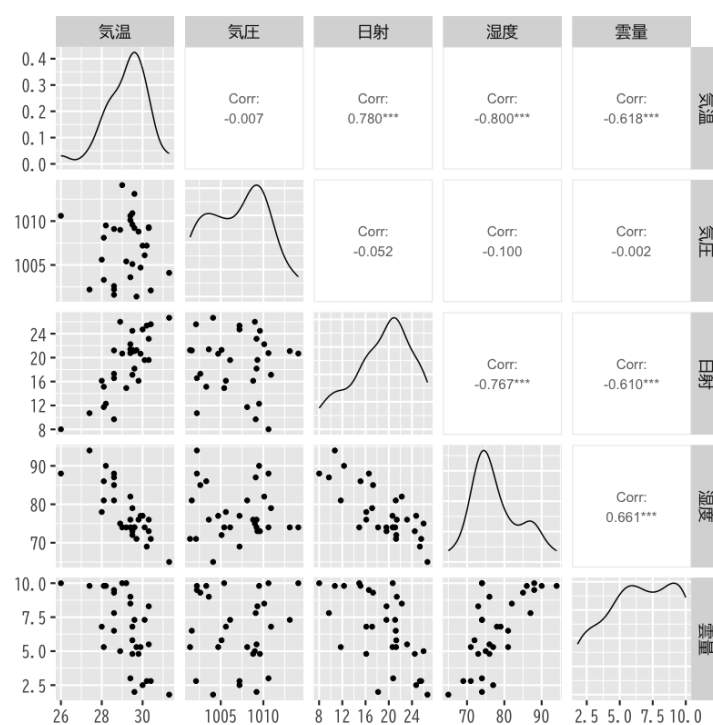 気温 気圧 日射 湿度 雲量
0.4
0.3
0.2
0.1
0.0
Corr:
-0.007
Corr:
0.780***
Corr:
-0.800***
Corr:
-0.618***
気温
1010
1005
Corr:
-0.052
Corr:
-0.100
Corr:
-0.002
気圧
24
20
16
12
8
Corr:
-0.767***
Corr:
-0.610***
日射
90
80
70
Corr:
0.661***
湿度
10.0
7.5
5.0
2.5
雲量
26 28 30 1005 1010 8 12 16 20 24 70 80 90 2.5 5.0 7.5 10.0